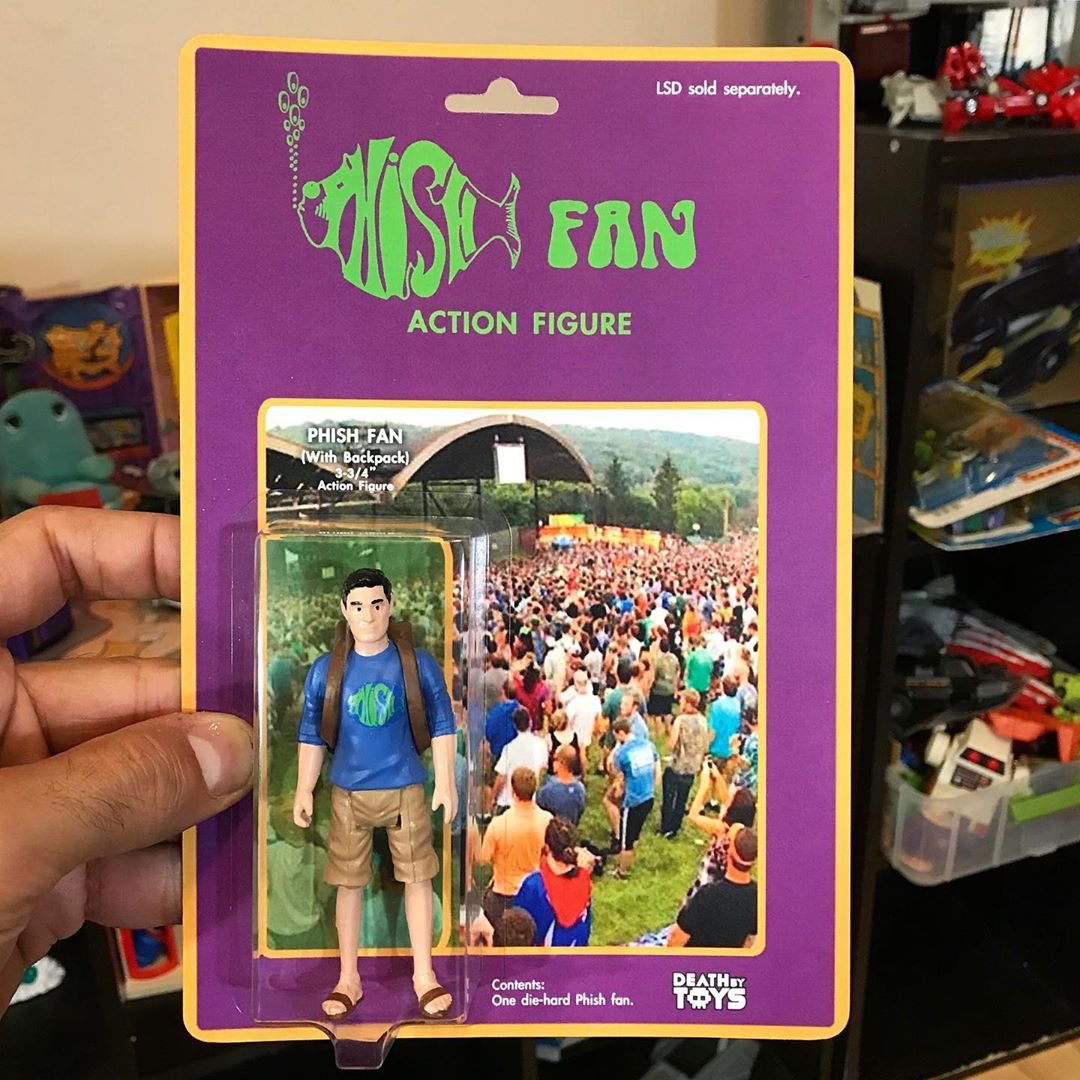 LSD sold separately.
PHISH FAN
ACTION FIGURE
PHISH FAN
(With Backpack)
3-3/4"
Action Figure
PHISH
Contents:
One die-hard Phish fan.
DEATH BY
TOYS